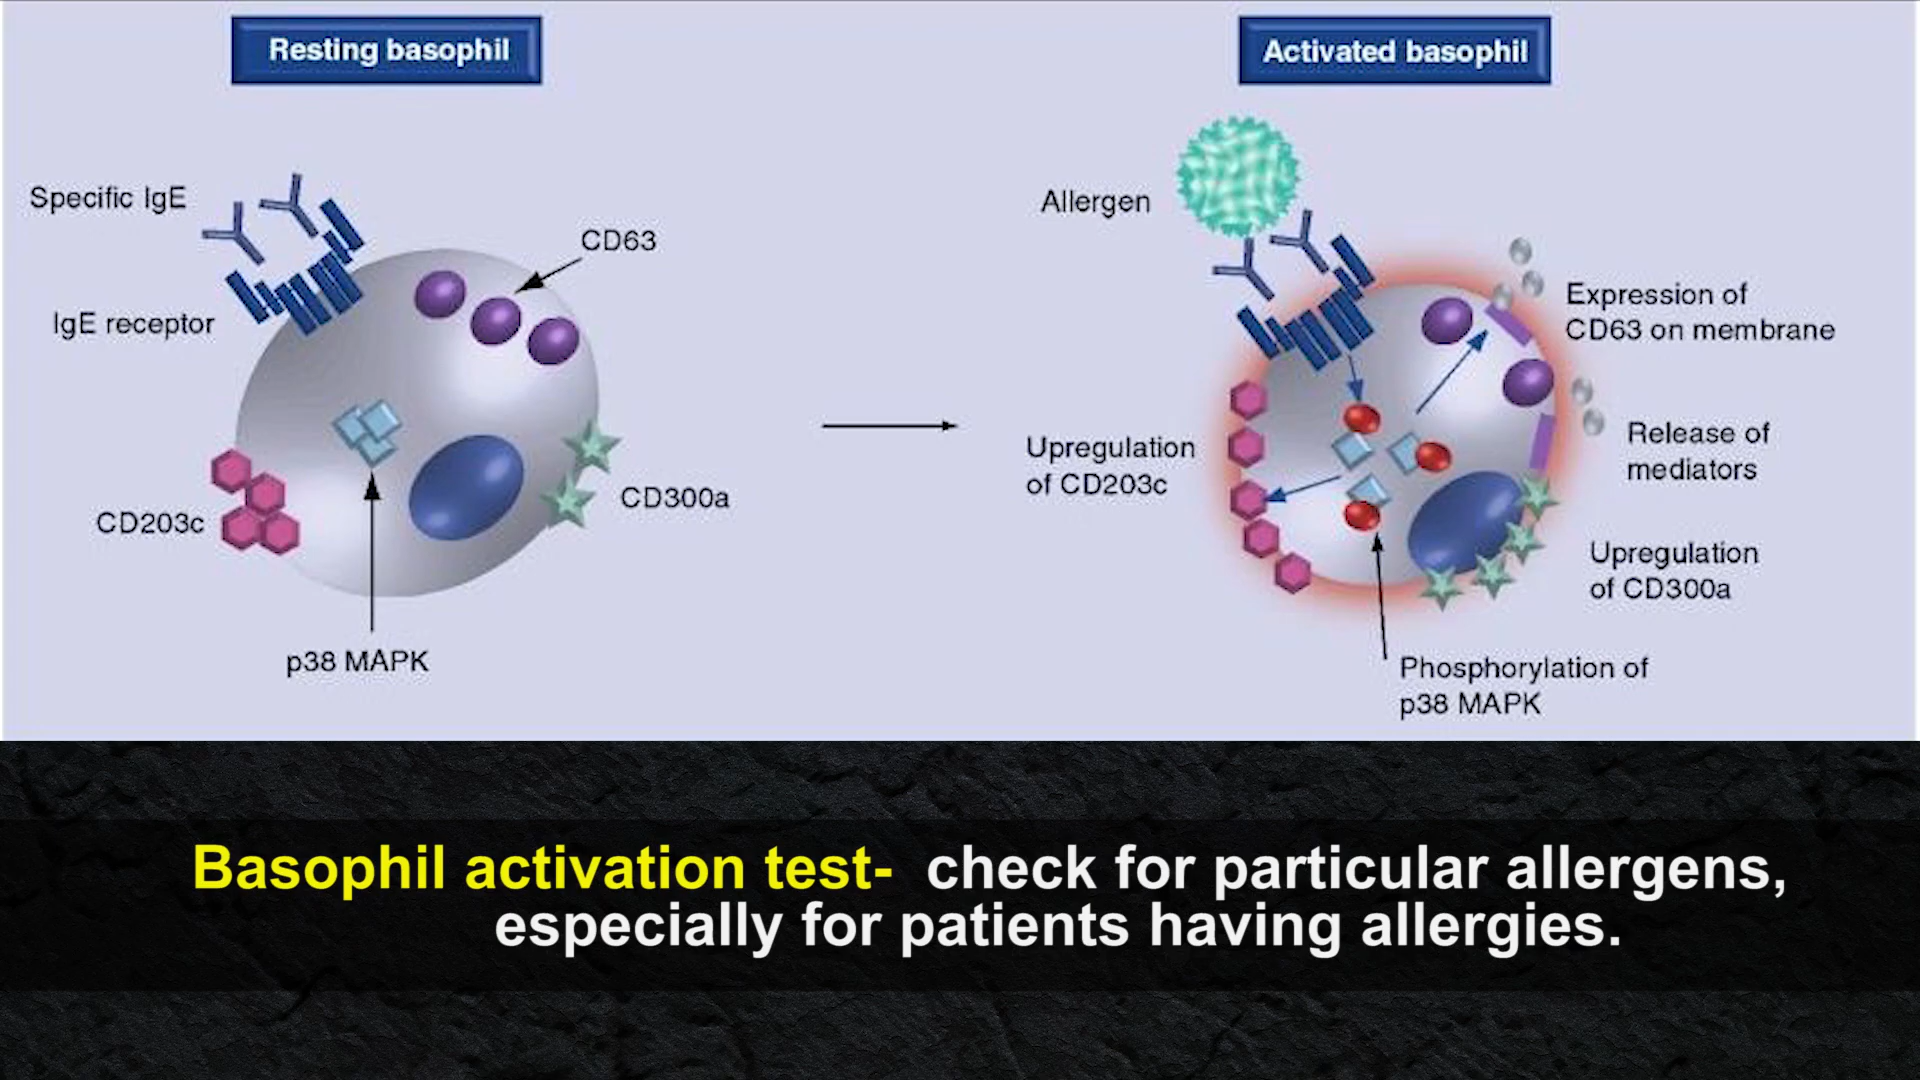 Resting basophil
Specific IgE
CD63
IgE receptor
CD203c
CD300a
p38 MAPK
Activated basophil
Allergen
Expression of
CD63 on membrane
Upregulation
of CD203c
Release of
mediators
Upregulation
of CD300a
Phosphorylation of
p38 MAPK
Basophil activation test- check for particular allergens,
especially for patients having allergies.